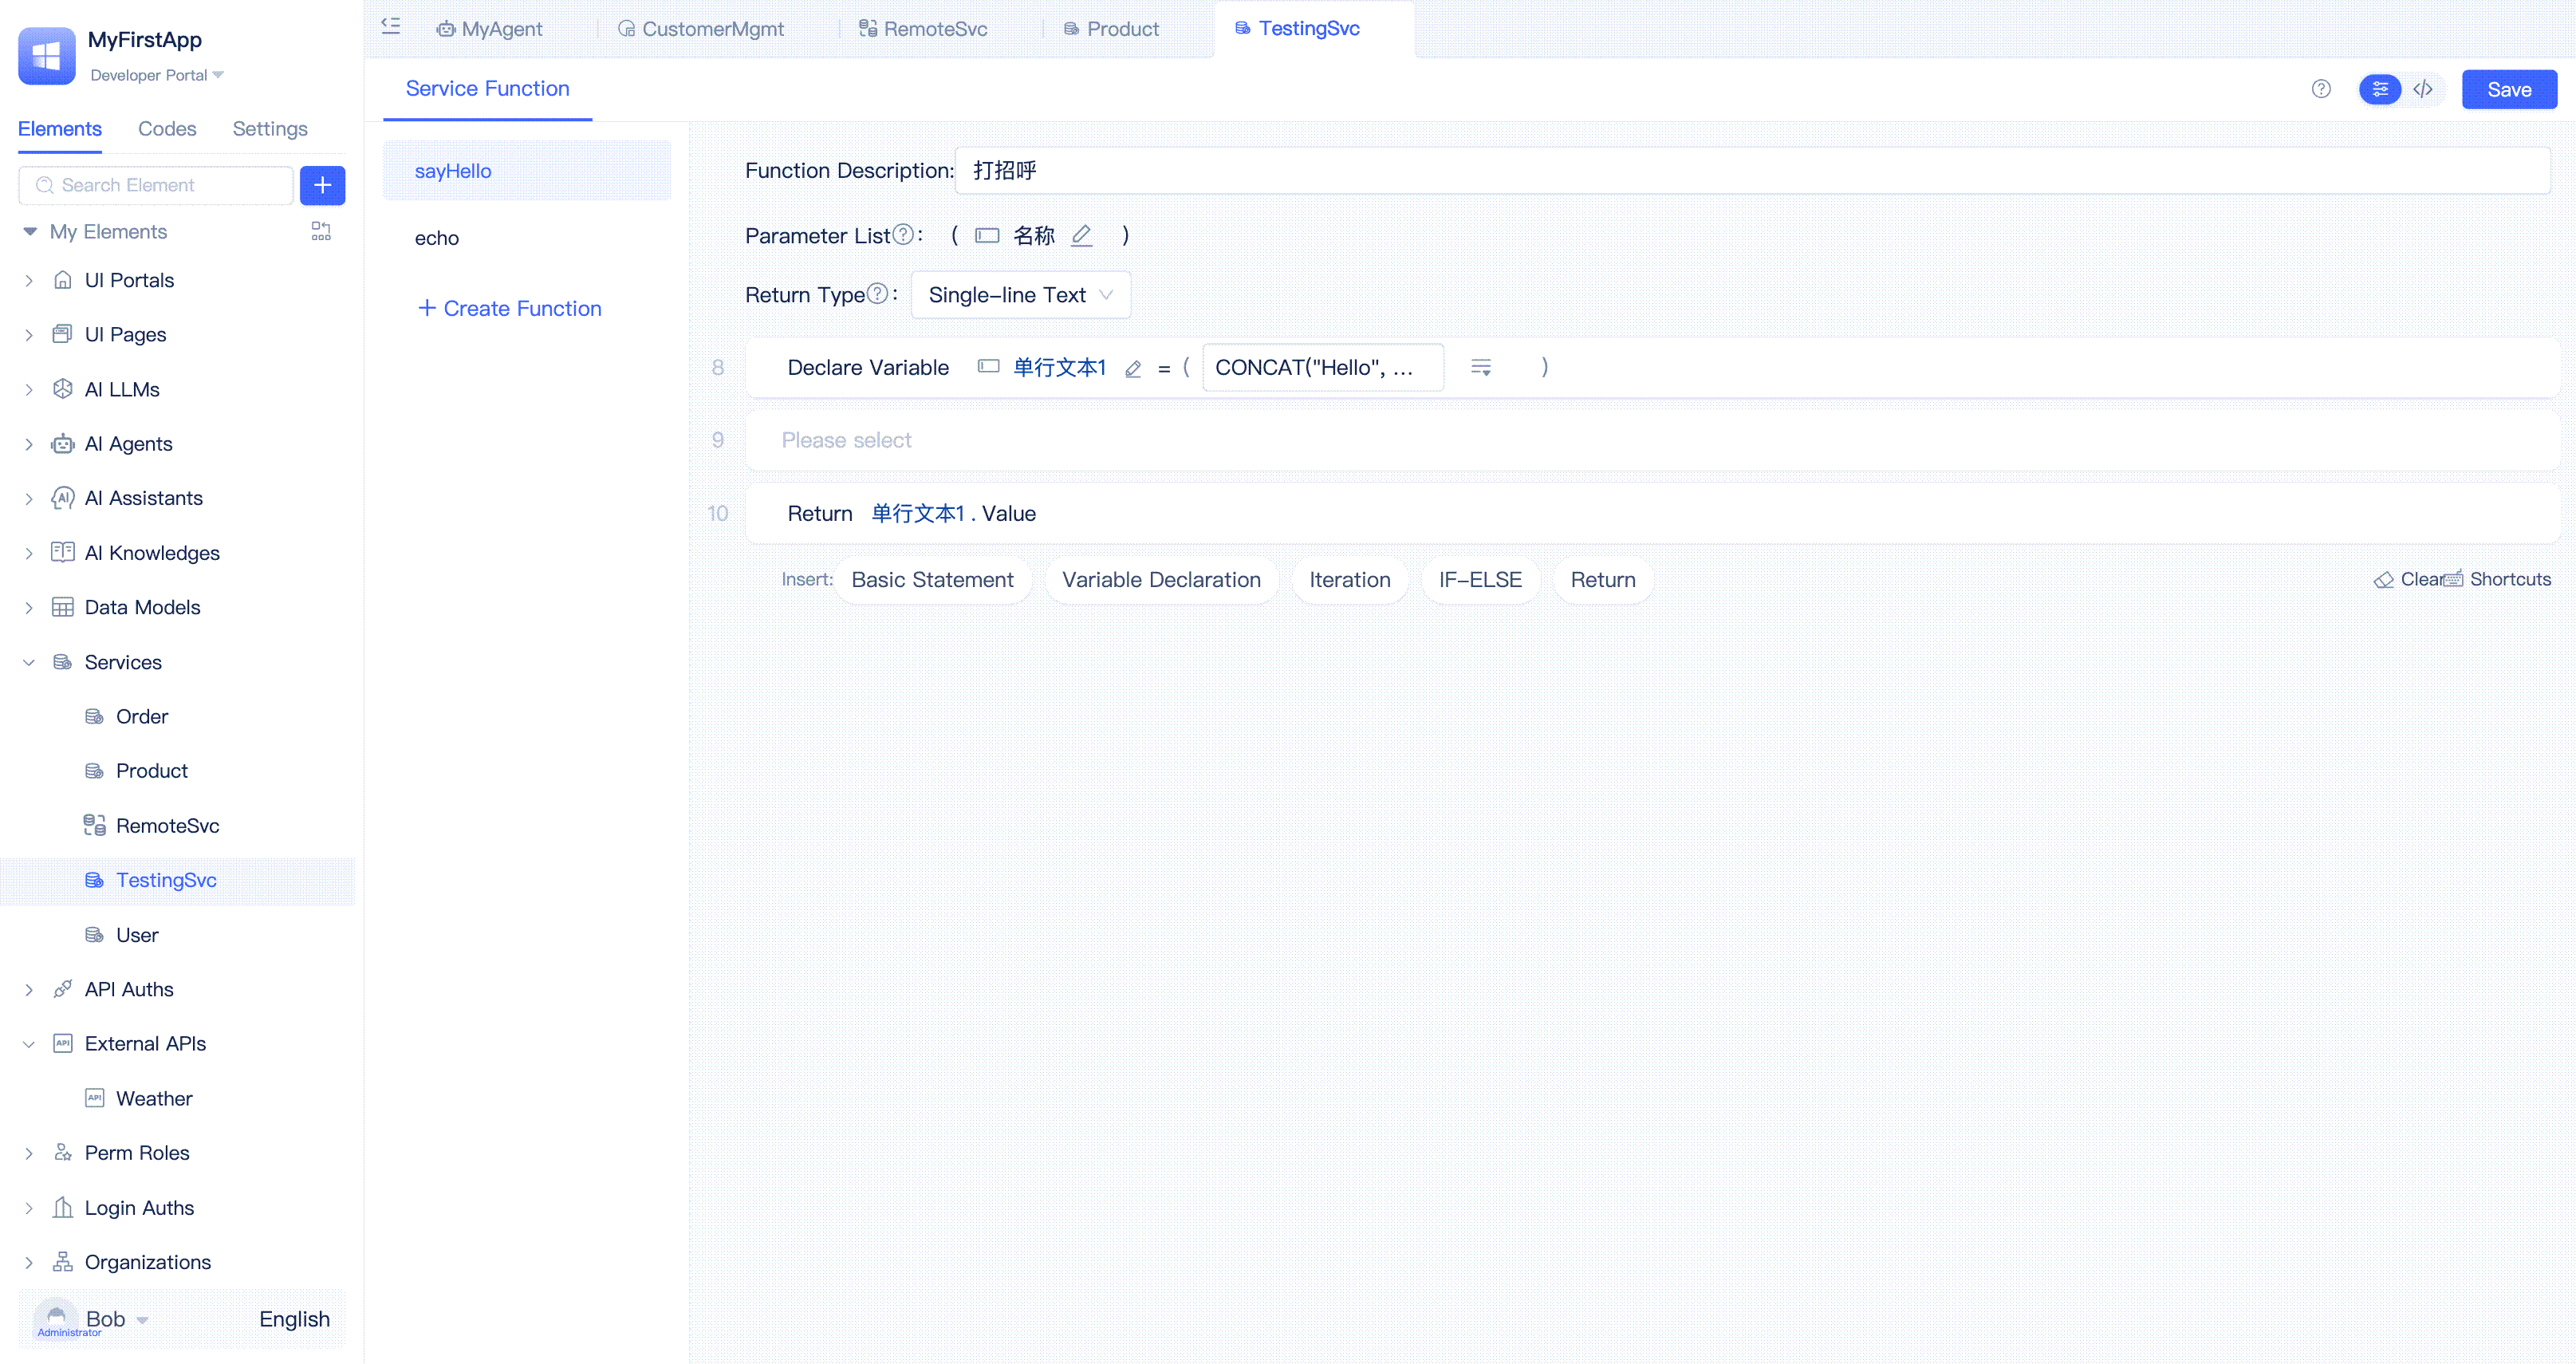 MyFirstApp
Developer Portal
Elements Codes Settings
Search Element
My Elements
UI Portals
UI Pages
AI LLMs
AI Agents
AI Assistants
AI Knowledges
Data Models
Services
Order
Product
RemoteSvc
TestingSvc
User
API Auths
External APIs
Weather
Perm Roles
Login Auths
Organizations
Bob
Administrator
English
MyAgent CustomerMgmt RemoteSvc Product TestingSvc
Service Function
Save
sayHello
echo
+ Create Function
Function Description: 打招呼
Parameter List?: ( 名称 )
Return Type?: Single-line Text
8 Declare Variable 单行文本1 = ( CONCAT("Hello", ... )
9 Please select
10 Return 单行文本1 . Value
Insert: Basic Statement Variable Declaration Iteration IF-ELSE Return
Clear Shortcuts